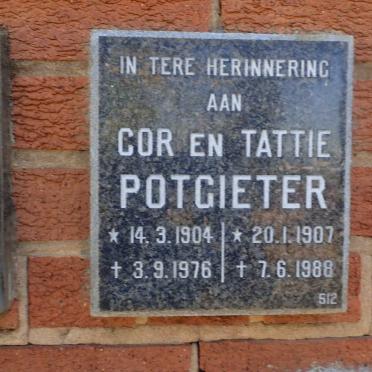 IN TERE HERINNERING
AAN
COR EN TATTIE
POTGIETER
★ 14.3.1904 ★ 20.1.1907
✝ 3.9.1976 ✝ 7.6.1988
512